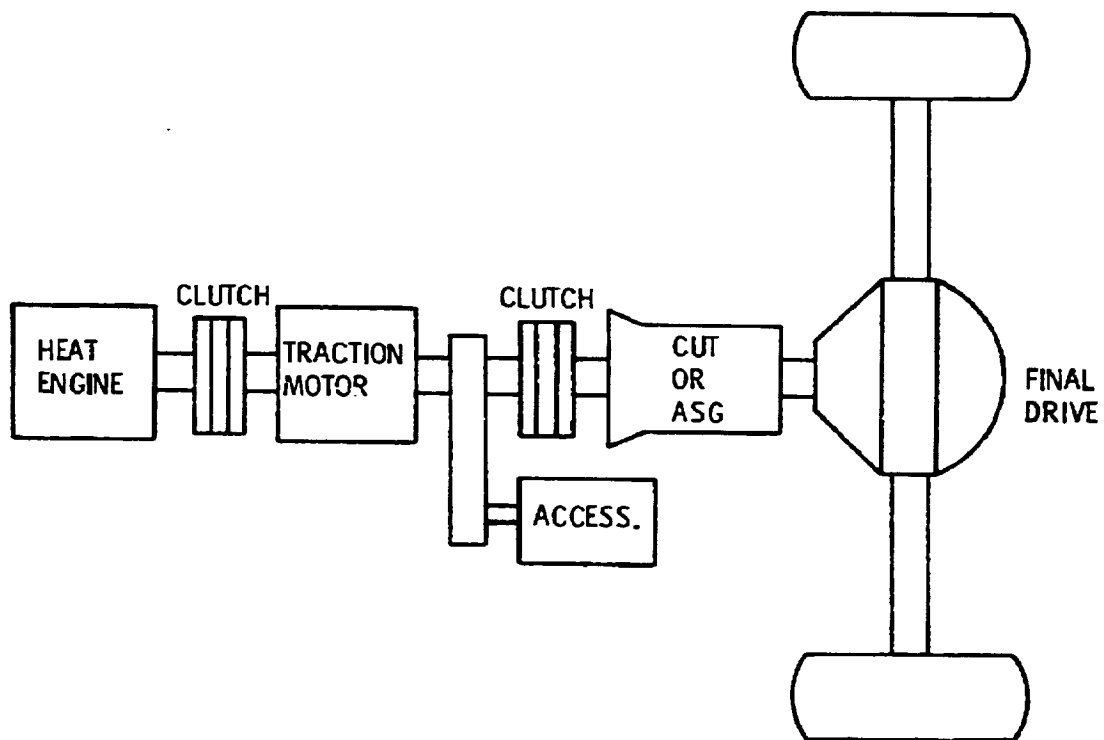 CLUTCH
CLUTCH
HEAT
ENGINE
TRACTION
MOTOR
CUT
OR
ASG
FINAL
DRIVE
ACCESS.